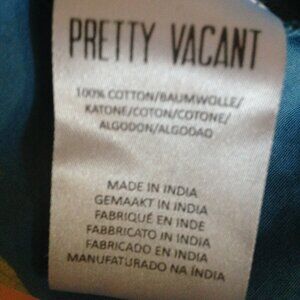 PRETTY VACANT
100% COTTON/BAUMWOLLE/
KATONE/COTON/COTONE/
ALGODON/ALGODAO
MADE IN INDIA
GEMAAKT IN INDIA
FABRIQUÉ EN INDE
FABBRICATO IN INDIA
FABRICADO EN INDIA
MANUFATURADO NA ÍNDIA